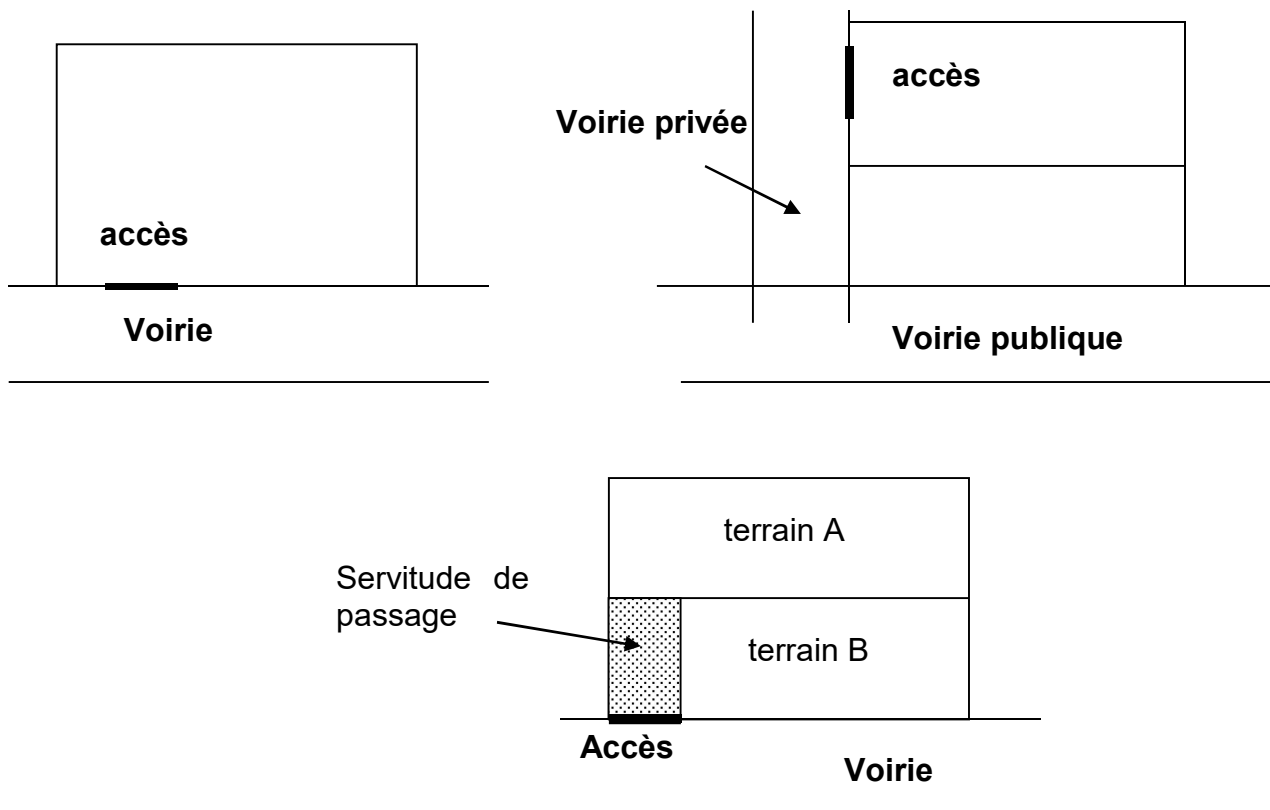 accès
Voirie
accès
Voirie privée
Voirie publique
terrain A
Servitude de
passage
terrain B
Accès
Voirie